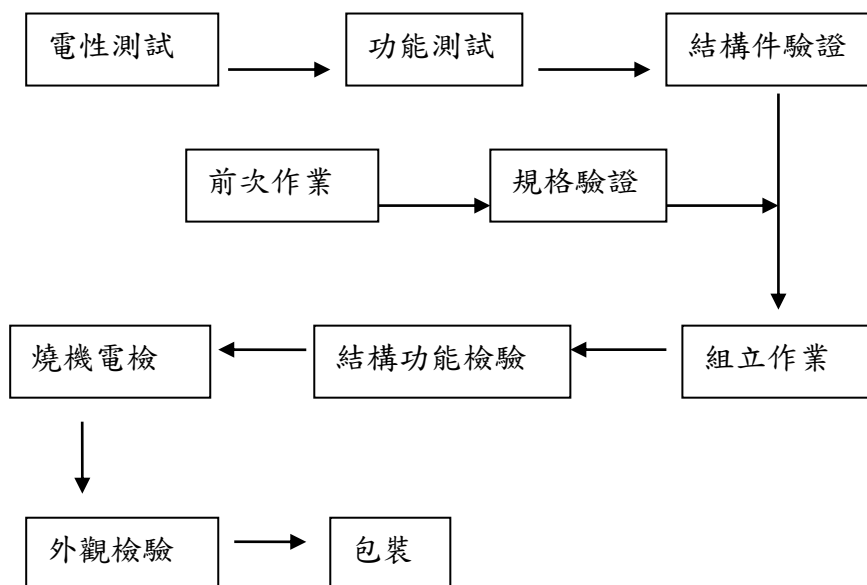 電性測試
功能測試
結構件驗證
前次作業
規格驗證
燒機電檢
結構功能檢驗
組立作業
外觀檢驗
包裝